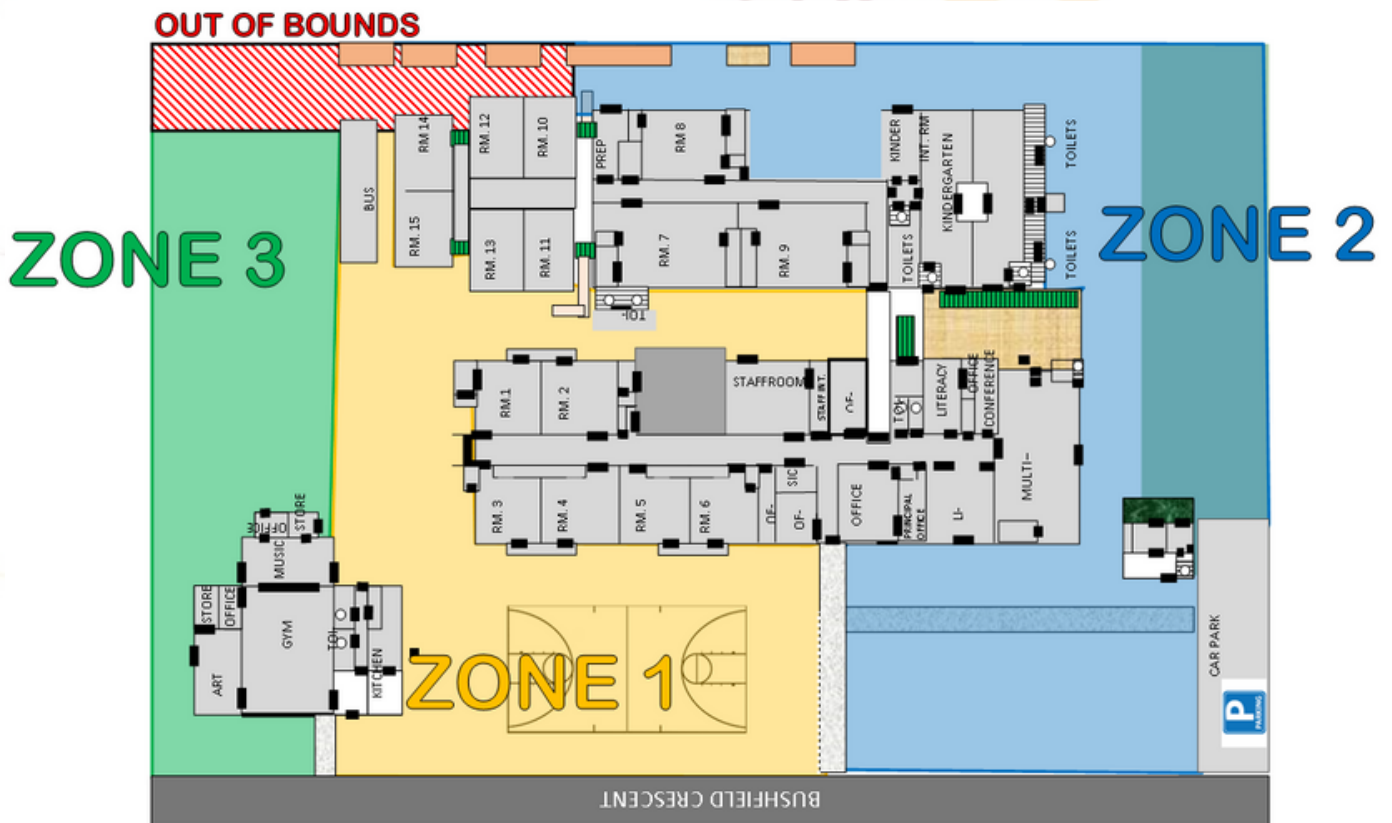 OUT OF BOUNDS
ZONE 3
ZONE 2
ZONE 1
BUS
RM 14
RM. 15
RM. 12
RM. 10
RM. 13
RM. 11
PREP
RM 8
RM. 7
RM. 9
KINDER
INT. RM
KINDERGARTEN
TOILETS
TOILETS
TOILETS
TOI-
RM.1
RM. 2
STAFFROOM
STAFF INT.
OF-
TOI-
LITERACY
OFFICE
CONFERENCE
MULTI-
RM. 3
RM. 4
RM. 5
RM. 6
OF-
SIC
OF-
OFFICE
PRINCIPAL
OFFICE
LI-
OFFICE
STORE
MUSIC
STORE
OFFICE
GYM
TOI-
ART
KITCHEN
CAR PARK
P
PARKING
BUSHFIELD CRESCENT